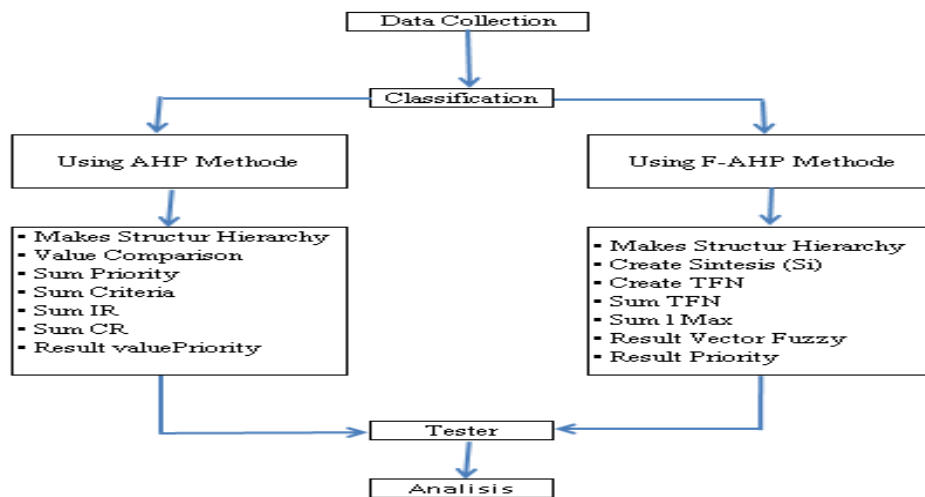 Data Collection
Classification
Using AHP Methode
Using F-AHP Methode
▪ Makes Structur Hierarchy
▪ Value Comparison
▪ Sum Priority
▪ Sum Criteria
▪ Sum IR
▪ Sum CR
▪ Result valuePriority
▪ Makes Structur Hierarchy
▪ Create Sintesis (Si)
▪ Create TFN
▪ Sum TFN
▪ Sum l Max
▪ Result Vector Fuzzy
▪ Result Priority
Tester
Analisis